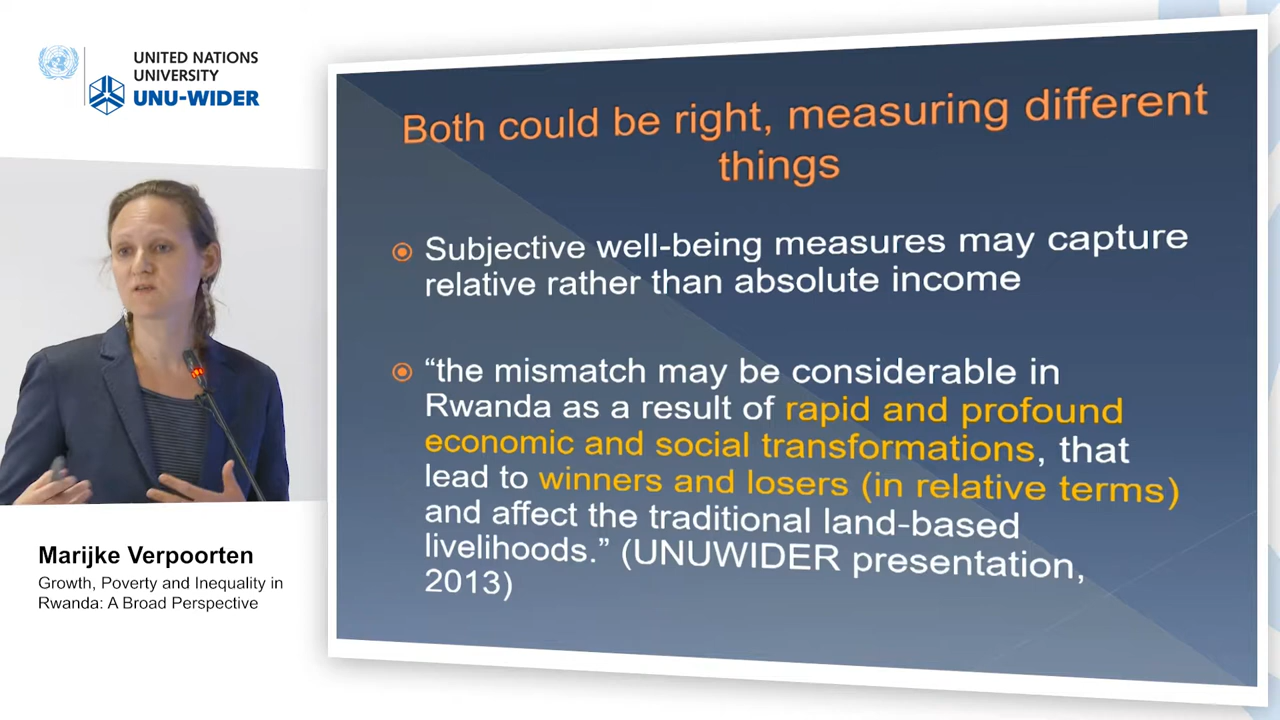 UNITED NATIONS
UNIVERSITY
UNU-WIDER
Both could be right, measuring different
things
Subjective well-being measures may capture
relative rather than absolute income
“the mismatch may be considerable in
Rwanda as a result of rapid and profound
economic and social transformations, that
lead to winners and losers (in relative terms)
and affect the traditional land-based
livelihoods.” (UNUWIDER presentation,
2013)
Marijke Verpoorten
Growth, Poverty and Inequality in
Rwanda: A Broad Perspective